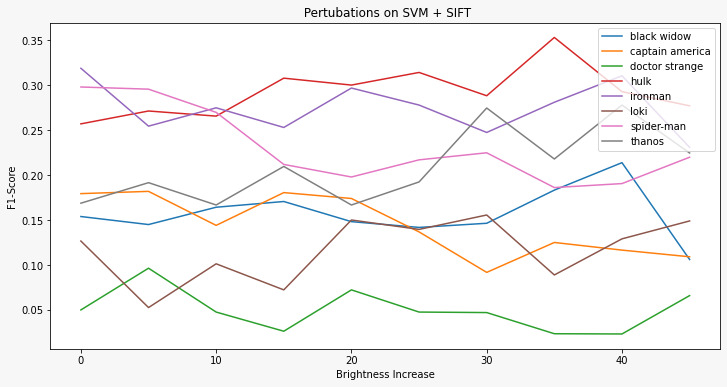 Pertubations on SVM + SIFT
black widow
captain america
doctor strange
hulk
ironman
loki
spider-man
thanos
F1-Score
0.35
0.30
0.25
0.20
0.15
0.10
0.05
0 10 20 30 40
Brightness Increase